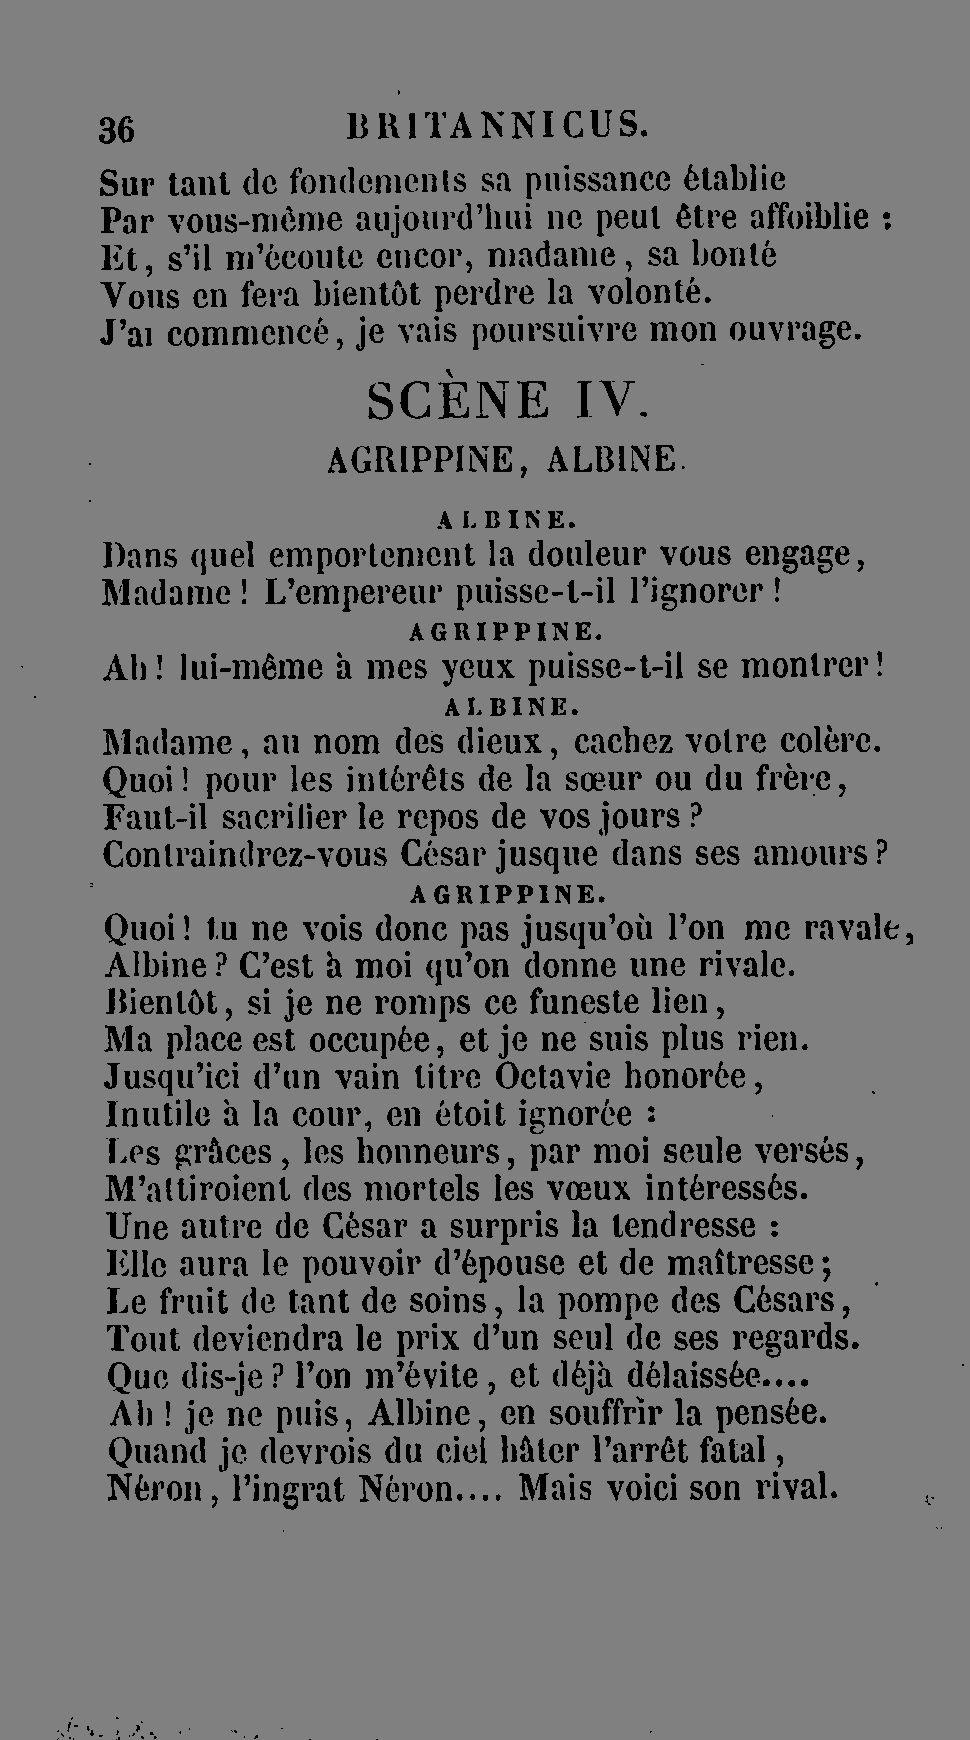 36 BRITANNICUS.
Sur tant de fondements sa puissance établie
Par vous-même aujourd'hui ne peut être affoiblie :
Et, s'il m'écoute encor, madame, sa bonté
Vous en fera bientôt perdre la volonté.
J'ai commencé, je vais poursuivre mon ouvrage.
SCÈNE IV.
AGRIPPINE, ALBINE.
ALBINE.
Dans quel emportement la douleur vous engage,
Madame ! L'empereur puisse-t-il l'ignorer !
AGRIPPINE.
Ah ! lui-même à mes yeux puisse-t-il se montrer !
ALBINE.
Madame, au nom des dieux, cachez votre colère.
Quoi ! pour les intérêts de la sœur ou du frère,
Faut-il sacrifier le repos de vos jours ?
Contraindrez-vous César jusque dans ses amours ?
AGRIPPINE.
Quoi ! tu ne vois donc pas jusqu'où l'on me ravale,
Albine ? C'est à moi qu'on donne une rivale.
Bientôt, si je ne romps ce funeste lien,
Ma place est occupée, et je ne suis plus rien.
Jusqu'ici d'un vain titre Octavie honorée,
Inutile à la cour, en étoit ignorée :
Les grâces, les honneurs, par moi seule versés,
M'attiroient des mortels les vœux intéressés.
Une autre de César a surpris la tendresse :
Elle aura le pouvoir d'épouse et de maîtresse ;
Le fruit de tant de soins, la pompe des Césars,
Tout deviendra le prix d'un seul de ses regards.
Que dis-je ? l'on m'évite, et déjà délaissée....
Ah ! je ne puis, Albine, en souffrir la pensée.
Quand je devrois du ciel hâter l'arrêt fatal,
Néron, l'ingrat Néron.... Mais voici son rival.